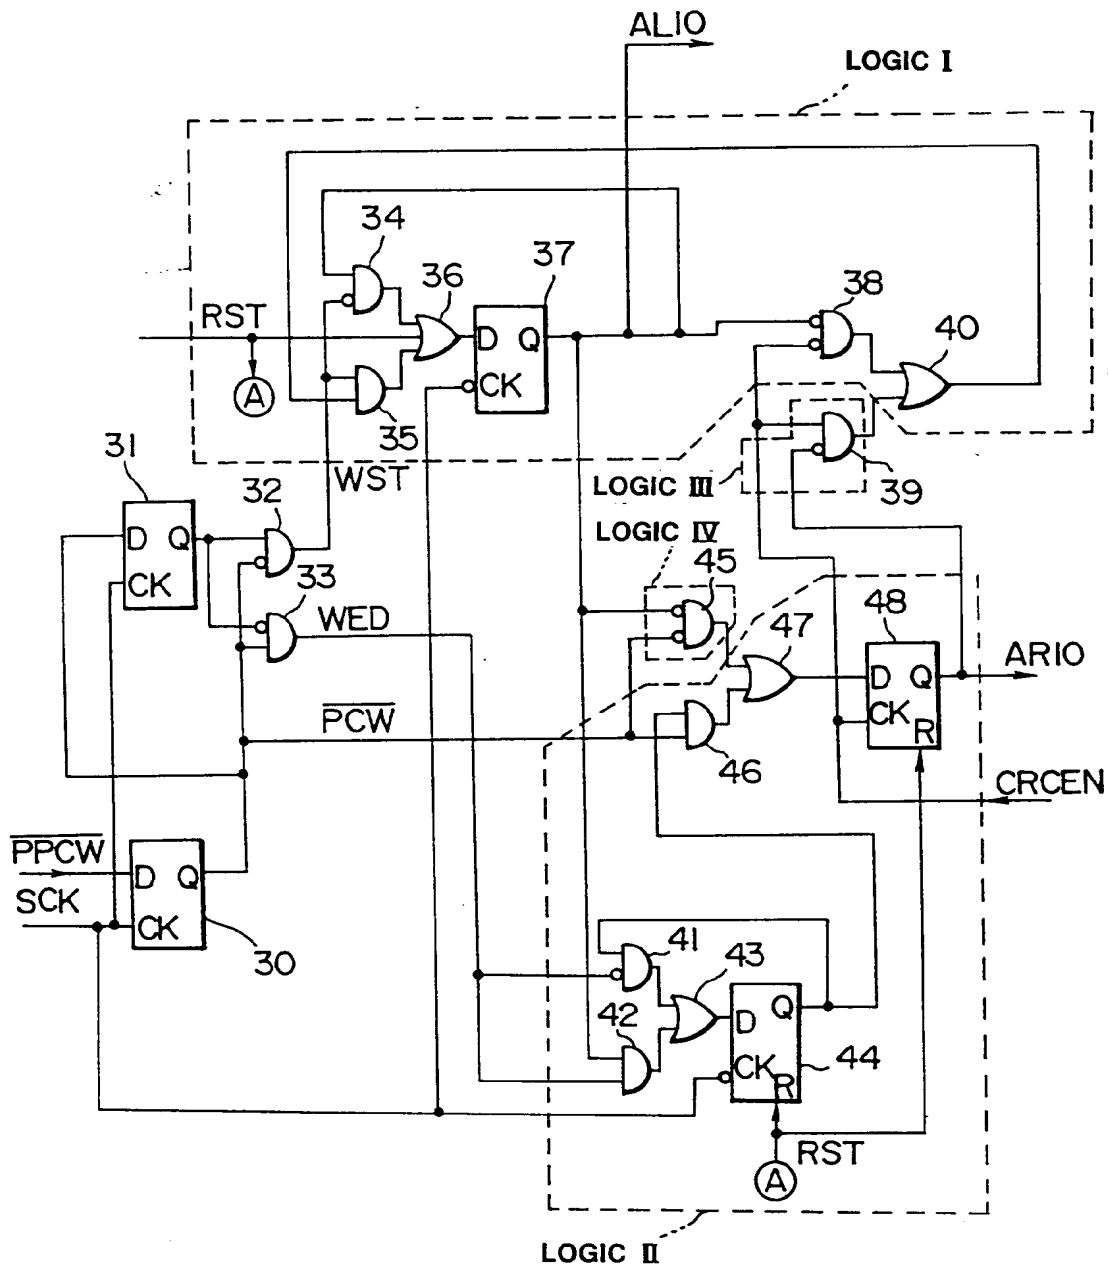 ALIO
LOGIC I
34
36
37
38
40
RST
D Q
CK
A
35
39
31
WST
LOGIC III
32
LOGIC IV
D Q
CK
33
45
WED
47
48
ARIO
D Q
CK
R
PCW
46
CRCEN
PPCW
D Q
SCK
CK
30
41
43
42
D Q
CK
R
44
RST
A
LOGIC II